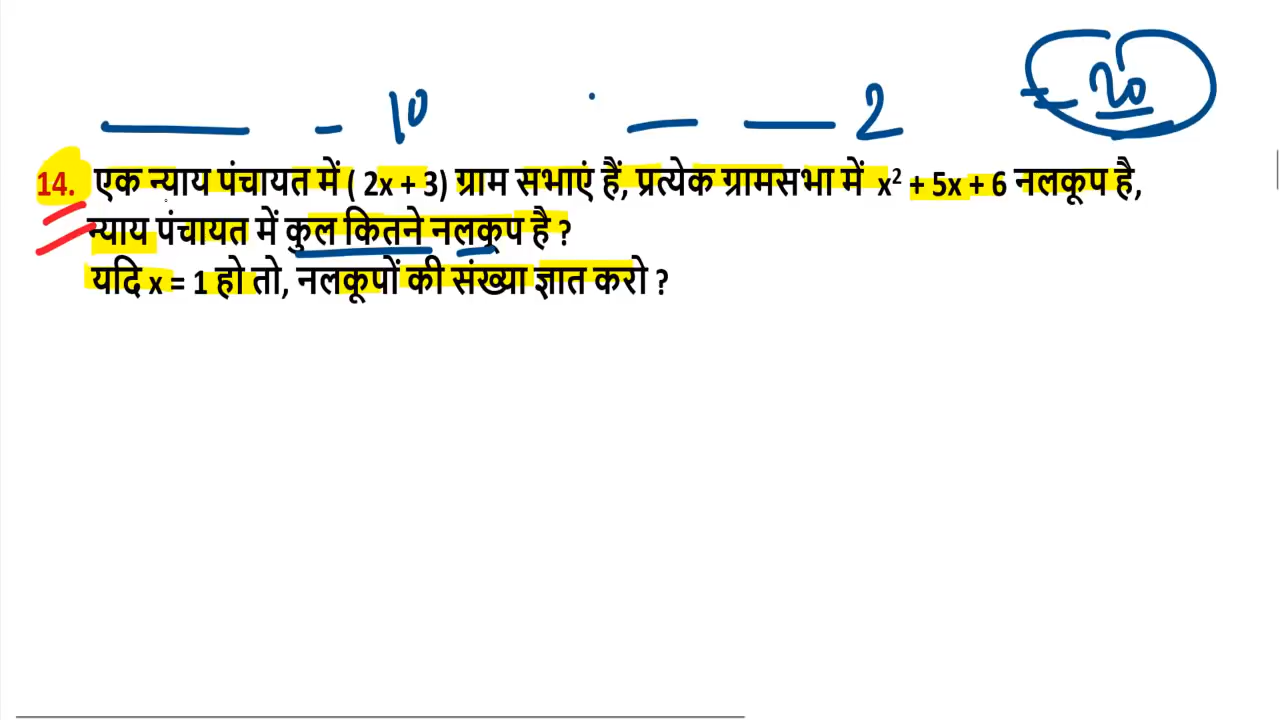 10 2 = 20
14. एक न्याय पंचायत में ( 2x + 3) ग्राम सभाएं हैं, प्रत्येक ग्रामसभा में x² + 5x + 6 नलकूप है,
न्याय पंचायत में कुल कितने नलकूप है ?
यदि x = 1 हो तो, नलकूपों की संख्या ज्ञात करो ?